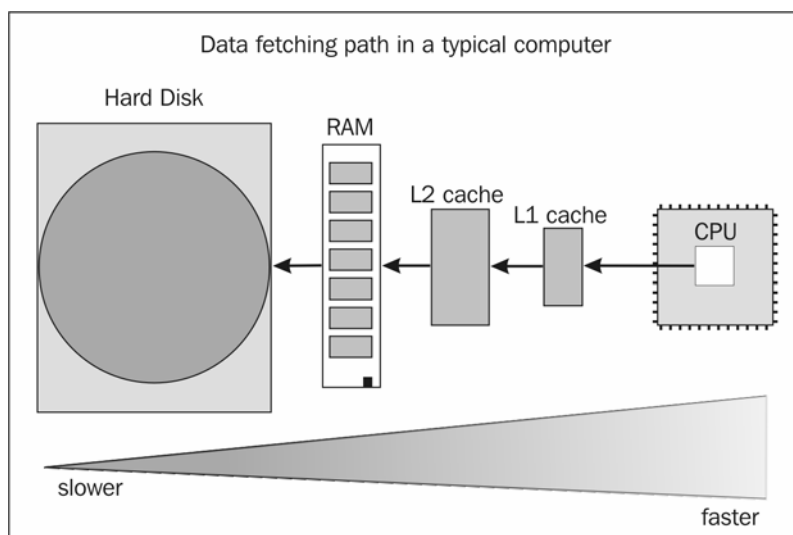 Data fetching path in a typical computer
Hard Disk
RAM
L2 cache
L1 cache
CPU
slower
faster